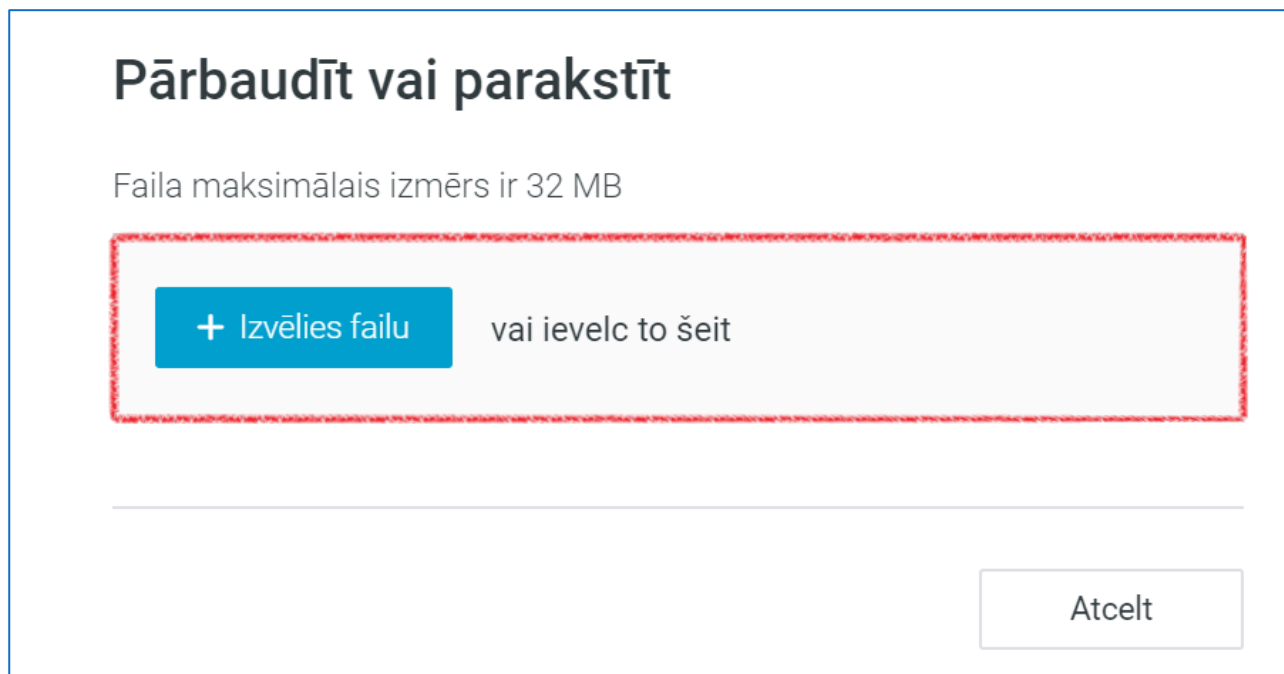 Pārbaudīt vai parakstīt
Faila maksimālais izmērs ir 32 MB
+ Izvēlies failu vai ievelc to šeit
Atcelt